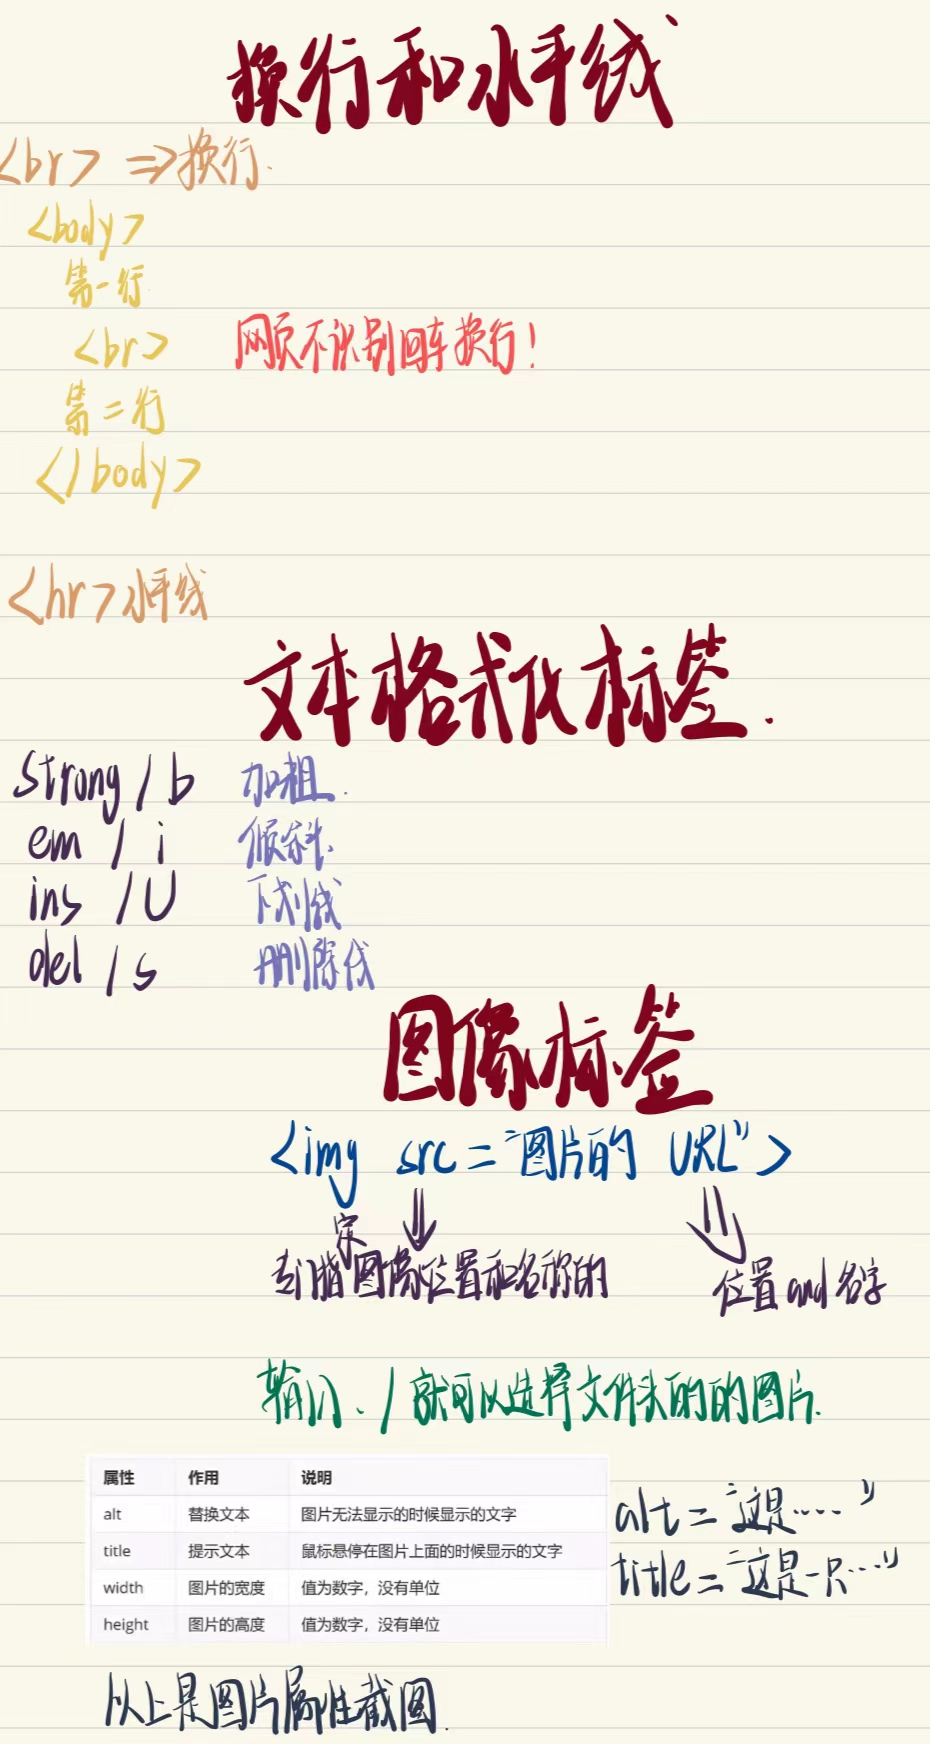 换行和水平线
<br> => 换行.
<body>
第一行
<br> 网页不识别回车换行!
第二行
</body>
<hr>水平线
文本格式化标签.
strong / b 加粗.
em / i 倾斜.
ins / U 下划线
del / s 删除线
图像标签
<img src="图片的 URL">
专门指定图像位置和名称的 位置and名字
输入 . / 就可以选择文件夹的的图片.
属性 作用 说明
alt 替换文本 图片无法显示的时候显示的文字
title 提示文本 鼠标悬停在图片上面的时候显示的文字
width 图片的宽度 值为数字，没有单位
height 图片的高度 值为数字，没有单位
alt="这是....."
title="这是一只....."
以上是图片属性截图.